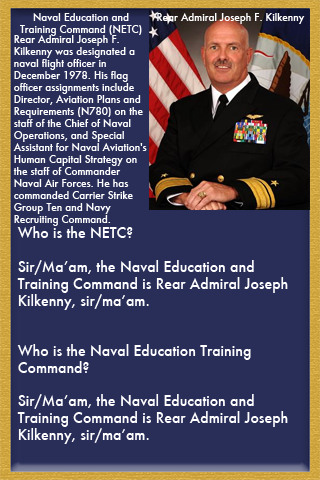 Naval Education and
Training Command (NETC)
Rear Admiral Joseph F. Kilkenny
Rear Admiral Joseph F.
Kilkenny was designated a
naval flight officer in
December 1978. His flag
officer assignments include
Director, Aviation Plans and
Requirements (N780) on the
staff of the Chief of Naval
Operations, and Special
Assistant for Naval Aviation's
Human Capital Strategy on
the staff of Commander
Naval Air Forces. He has
commanded Carrier Strike
Group Ten and Navy
Recruiting Command.
Who is the NETC?
Sir/Ma’am, the Naval Education and
Training Command is Rear Admiral Joseph
Kilkenny, sir/ma’am.
Who is the Naval Education Training
Command?
Sir/Ma’am, the Naval Education and
Training Command is Rear Admiral Joseph
Kilkenny, sir/ma’am.